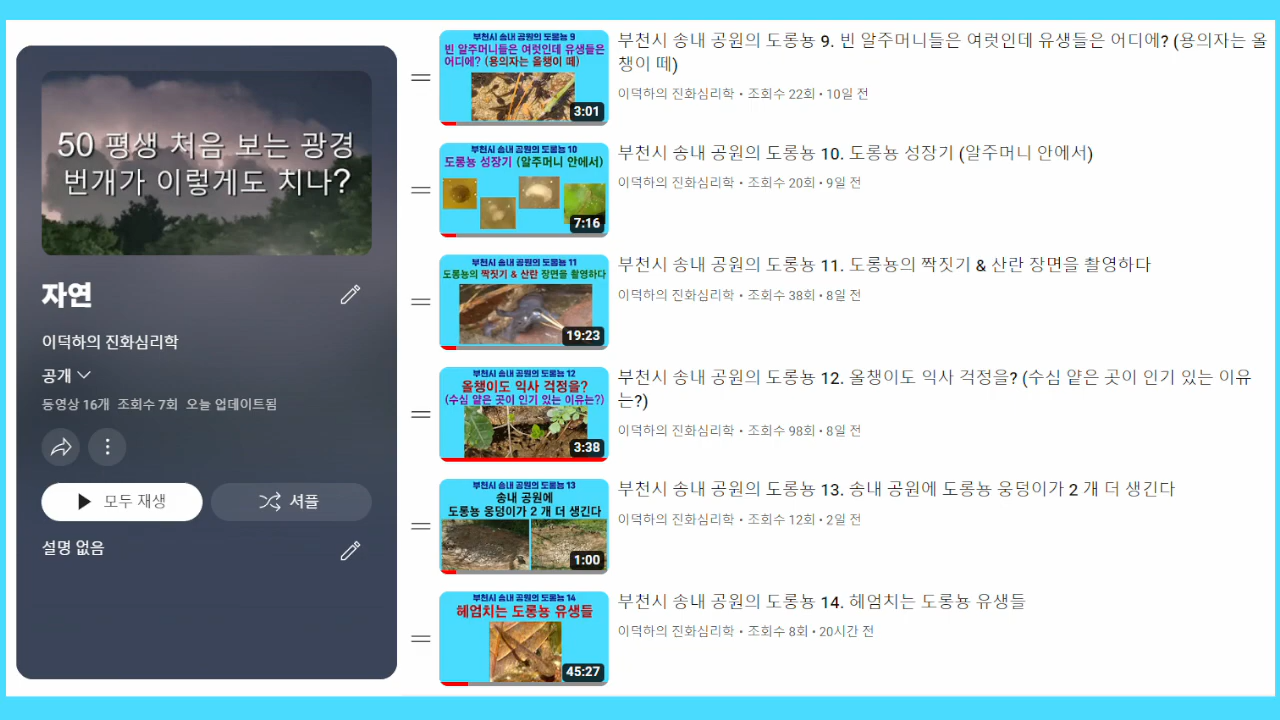 50 평생 처음 보는 광경
번개가 이렇게도 치나?
자연
이덕하의 진화심리학
공개
동영상 16개 조회수 7회 오늘 업데이트됨
모두 재생
셔플
설명 없음
부천시 송내 공원의 도롱뇽 9
빈 알주머니들은 여럿인데 유생들은
어디에? (용의자는 올챙이 떼)
3:01
부천시 송내 공원의 도롱뇽 9. 빈 알주머니들은 여럿인데 유생들은 어디에? (용의자는 올
챙이 떼)
이덕하의 진화심리학 • 조회수 22회 • 10일 전
부천시 송내 공원의 도롱뇽 10
도롱뇽 성장기 (알주머니 안에서)
7:16
부천시 송내 공원의 도롱뇽 10. 도롱뇽 성장기 (알주머니 안에서)
이덕하의 진화심리학 • 조회수 20회 • 9일 전
부천시 송내 공원의 도롱뇽 11
도롱뇽의 짝짓기 & 산란 장면을 촬영하다
19:23
부천시 송내 공원의 도롱뇽 11. 도롱뇽의 짝짓기 & 산란 장면을 촬영하다
이덕하의 진화심리학 • 조회수 38회 • 8일 전
부천시 송내 공원의 도롱뇽 12
올챙이도 익사 걱정을?
(수심 얕은 곳이 인기 있는 이유는?)
3:38
부천시 송내 공원의 도롱뇽 12. 올챙이도 익사 걱정을? (수심 얕은 곳이 인기 있는 이유
는?)
이덕하의 진화심리학 • 조회수 98회 • 8일 전
부천시 송내 공원의 도롱뇽 13
송내 공원에
도롱뇽 웅덩이가 2 개 더 생긴다
1:00
부천시 송내 공원의 도롱뇽 13. 송내 공원에 도롱뇽 웅덩이가 2 개 더 생긴다
이덕하의 진화심리학 • 조회수 12회 • 2일 전
부천시 송내 공원의 도롱뇽 14
헤엄치는 도롱뇽 유생들
45:27
부천시 송내 공원의 도롱뇽 14. 헤엄치는 도롱뇽 유생들
이덕하의 진화심리학 • 조회수 8회 • 20시간 전